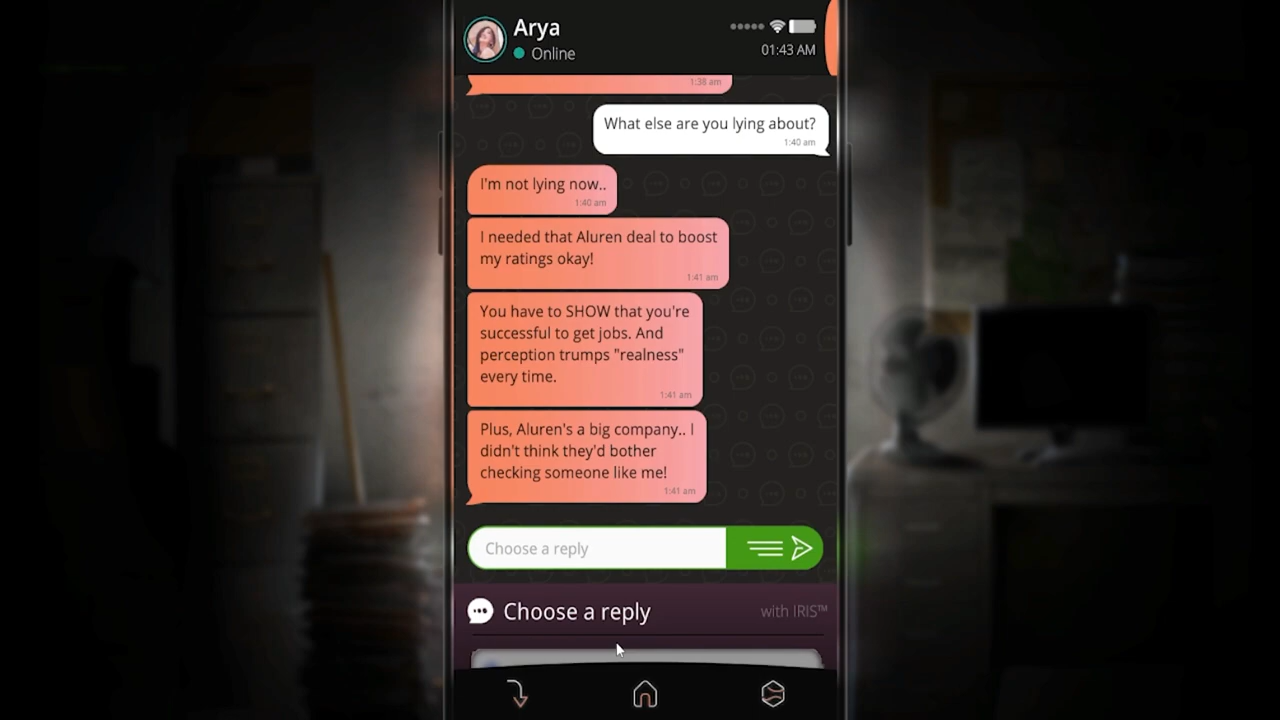 Arya
Online
01:43 AM
1:38 am
What else are you lying about?
1:40 am
I'm not lying now..
1:40 am
I needed that Aluren deal to boost
my ratings okay!
1:41 am
You have to SHOW that you're
successful to get jobs. And
perception trumps "realness"
every time.
1:41 am
Plus, Aluren's a big company.. I
didn't think they'd bother
checking someone like me!
1:41 am
Choose a reply
Choose a reply
with IRIS™